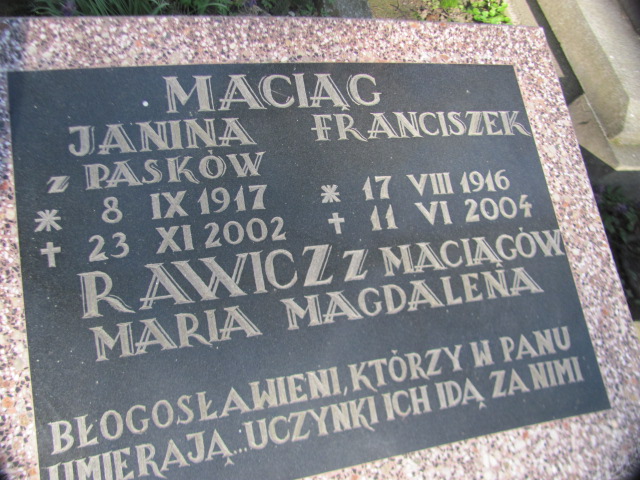 MACIĄG
JANINA FRANCISZEK
z PASKÓW
* 8 IX 1917 * 17 VIII 1916
† 23 XI 2002 † 11 VI 2004
RAWICZ z MACIĄGÓW
MARIA MAGDALENA
BŁOGOSŁAWIENI, KTÓRZY W PANU
UMIERAJĄ...UCZYNKI ICH IDĄ ZA NIMI